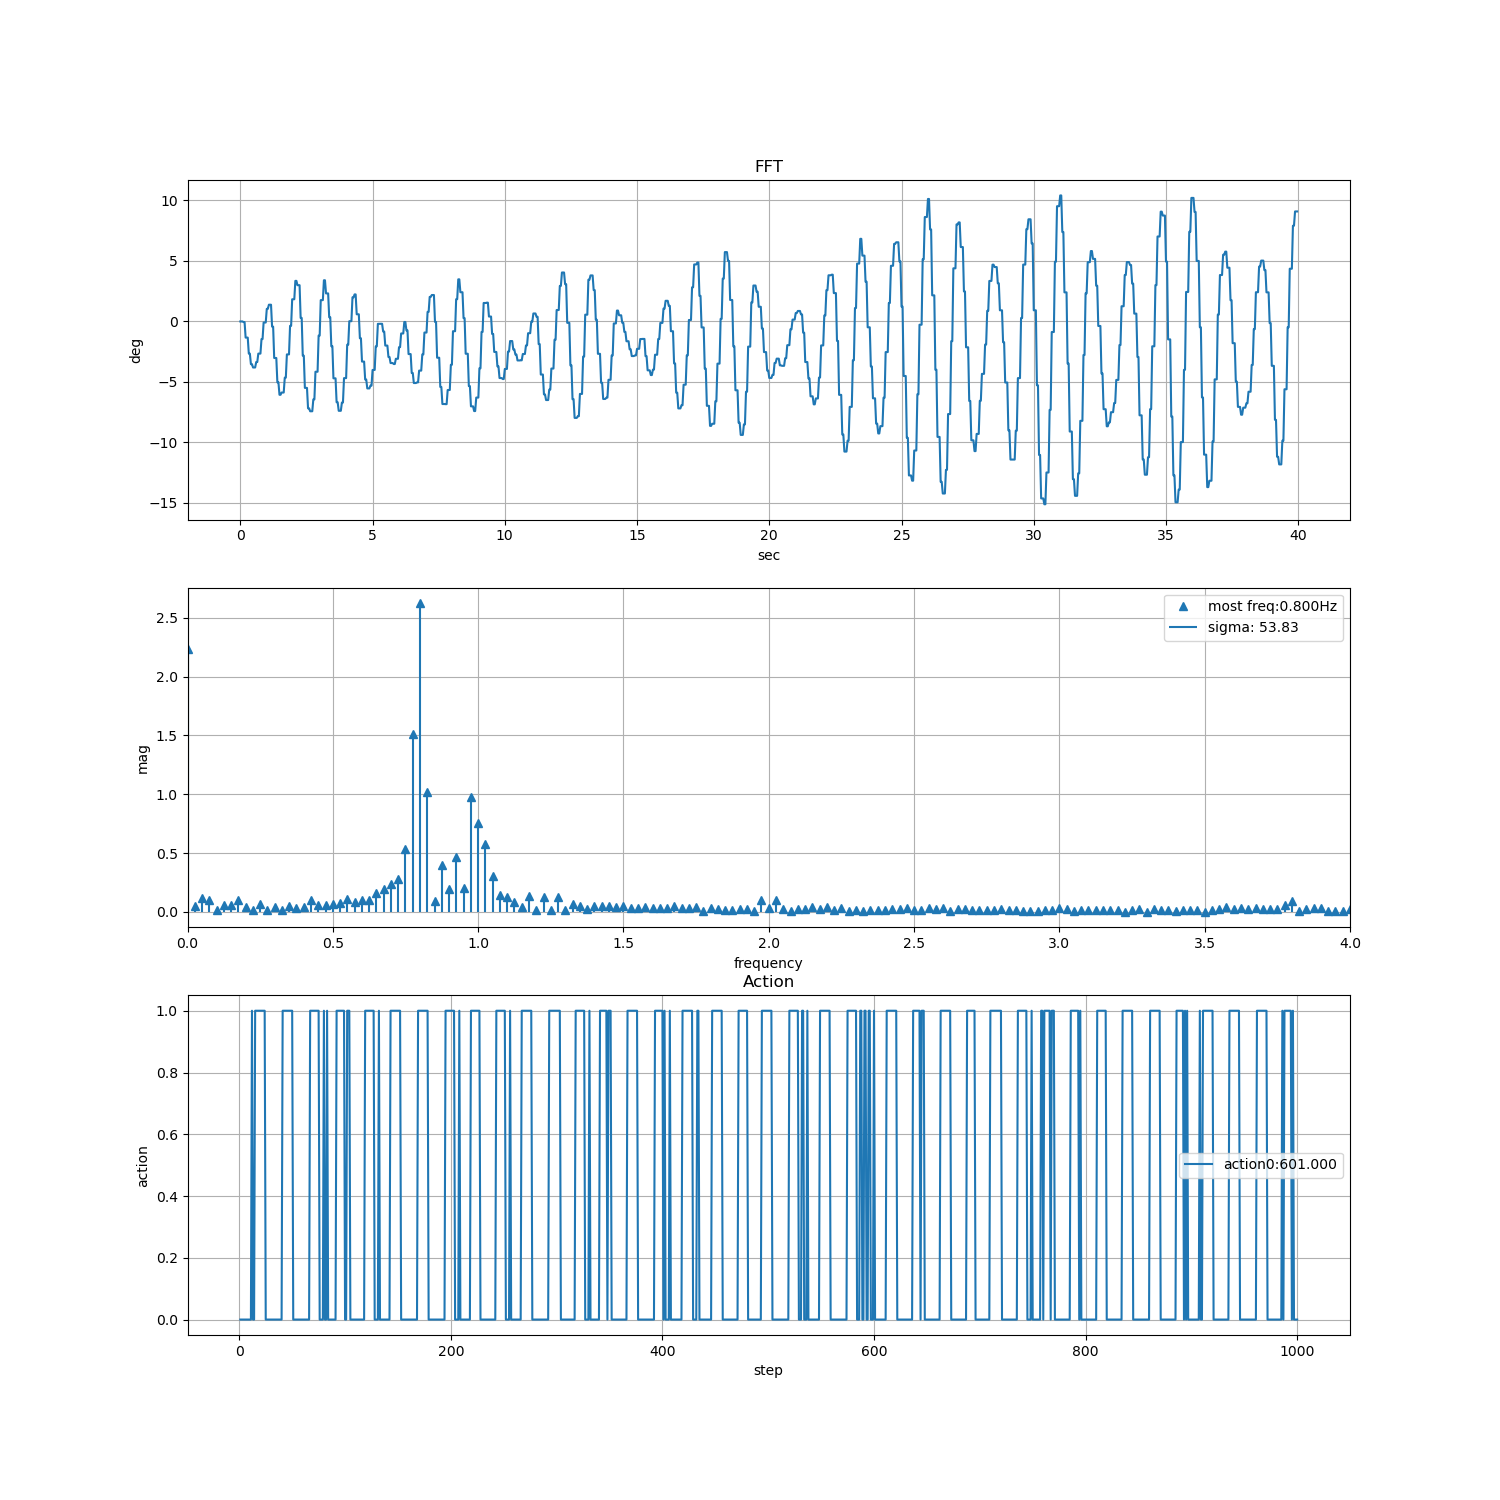 FFT
10
5
0
−5
−10
−15
deg
0 5 10 15 20 25 30 35 40
sec
most freq:0.800Hz
sigma: 53.83
2.5
2.0
1.5
1.0
0.5
0.0
mag
0.0 0.5 1.0 1.5 2.0 2.5 3.0 3.5 4.0
frequency
Action
1.0
0.8
0.6
0.4
0.2
0.0
action
action0:601.000
0 200 400 600 800 1000
step